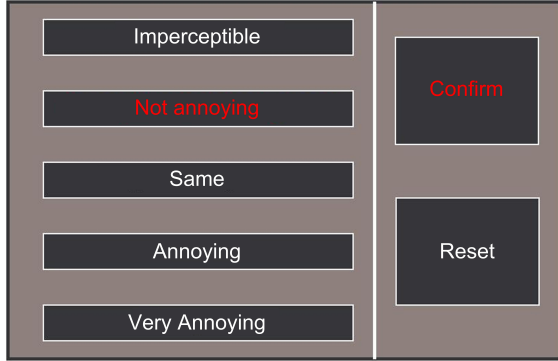 Imperceptible
Not annoying
Same
Annoying
Very Annoying
Confirm
Reset